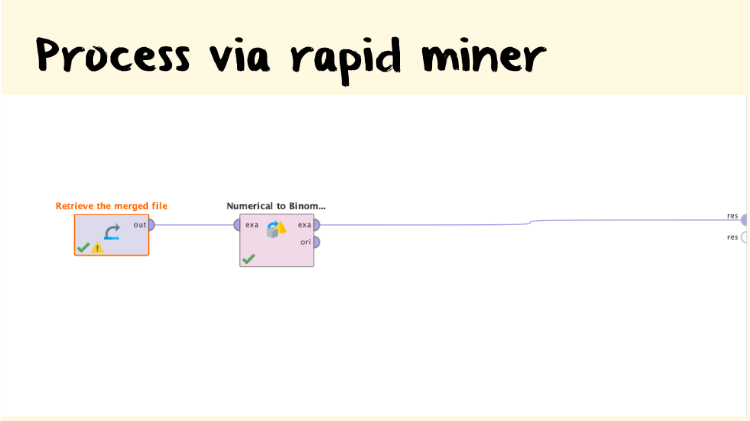 Process via rapid miner
Retrieve the merged file
Numerical to Binom...
out
exa
exa
ori
res
res